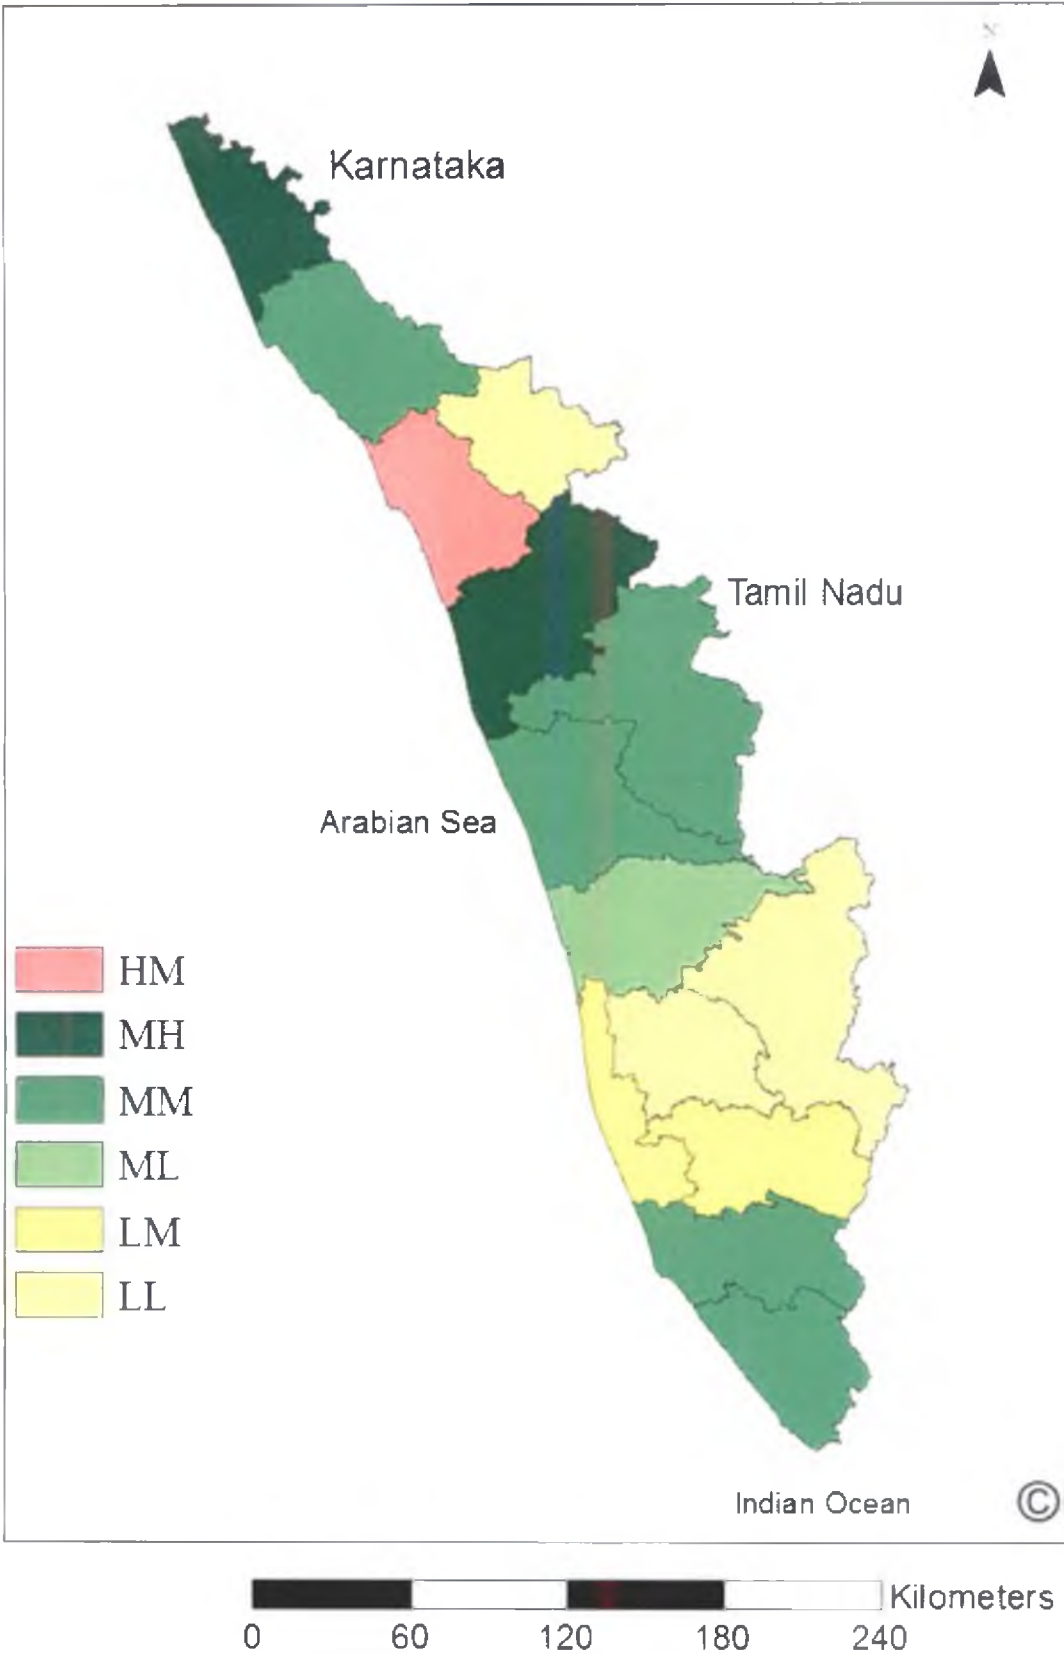 N
Karnataka
Tamil Nadu
Arabian Sea
HM
MH
MM
ML
LM
LL
Indian Ocean
©
Kilometers
0 60 120 180 240